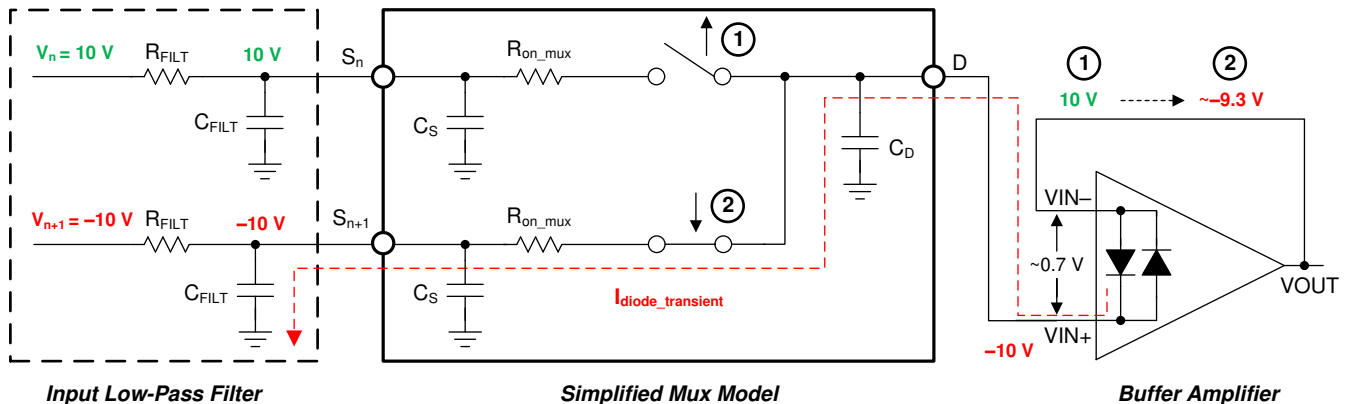 Vn = 10 V
RFILT
10 V
CFILT
Sn
Ron_mux
1
CS
D
CD
1
2
10 V
~–9.3 V
Vn+1 = –10 V
RFILT
–10 V
CFILT
Sn+1
Ron_mux
2
CS
Idiode_transient
VIN–
~0.7 V
VIN+
–10 V
VOUT
Input Low-Pass Filter
Simplified Mux Model
Buffer Amplifier